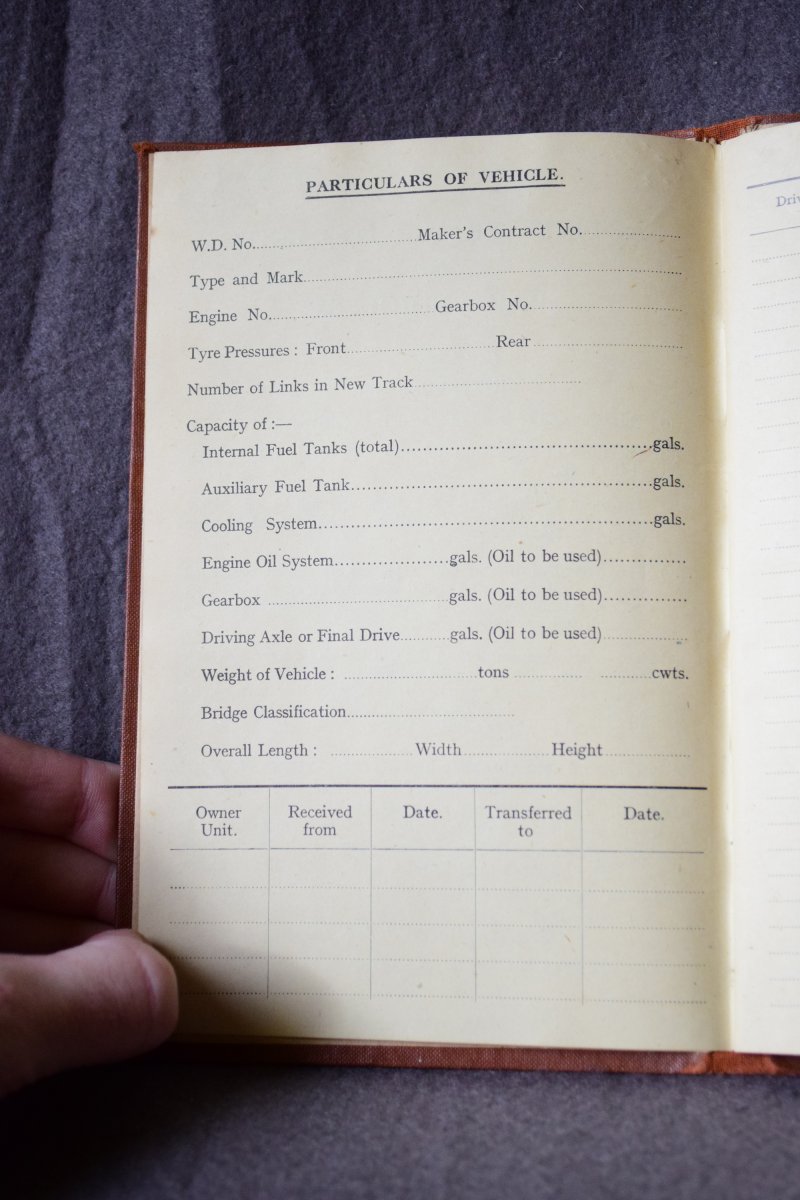 PARTICULARS OF VEHICLE.
W.D. No. Maker's Contract No.
Type and Mark
Engine No. Gearbox No.
Tyre Pressures : Front Rear
Number of Links in New Track
Capacity of :—
Internal Fuel Tanks (total) gals.
Auxiliary Fuel Tank gals.
Cooling System gals.
Engine Oil System gals. (Oil to be used)
Gearbox gals. (Oil to be used)
Driving Axle or Final Drive gals. (Oil to be used)
Weight of Vehicle : tons cwts.
Bridge Classification
Overall Length : Width Height
Owner Unit. Received from Date. Transferred to Date.